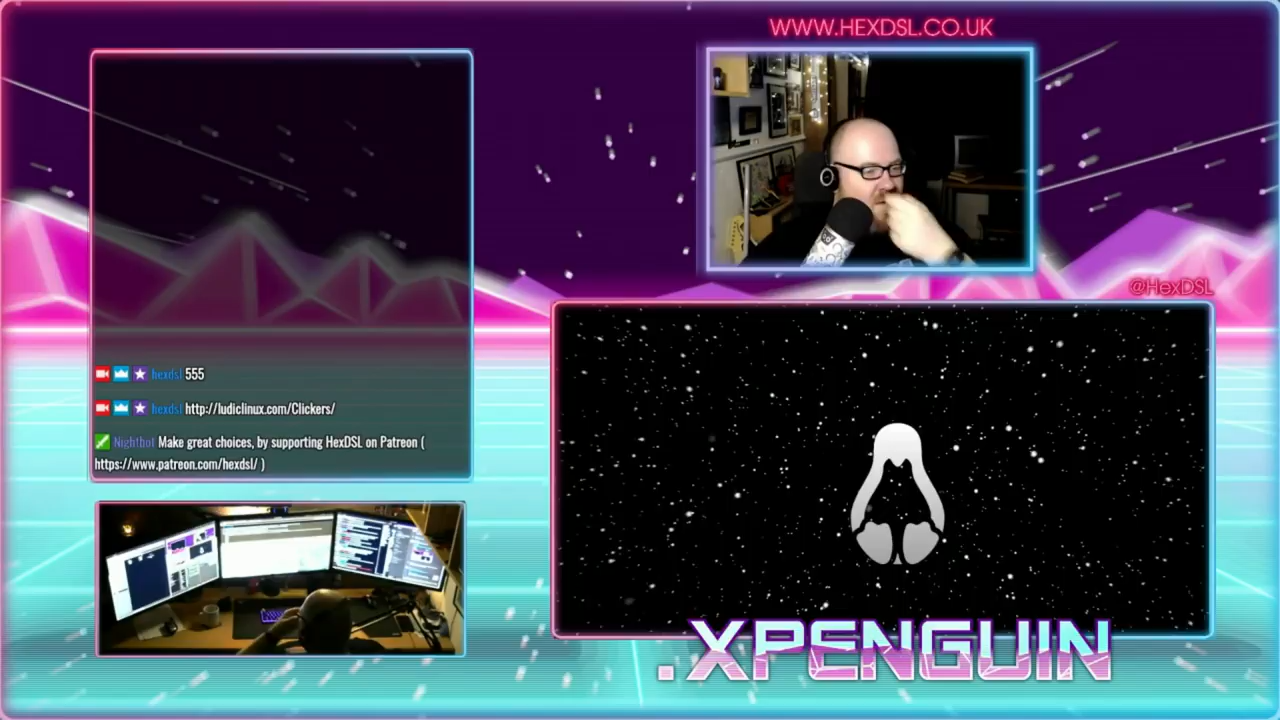 WWW.HEXDSL.CO.UK
@HexDSL
hexdsl 555
hexdsl http://ludiclinux.com/Clickers/
Nightbot Make great choices, by supporting HexDSL on Patreon (
https://www.patreon.com/hexdsl/ )
.XPENGUIN